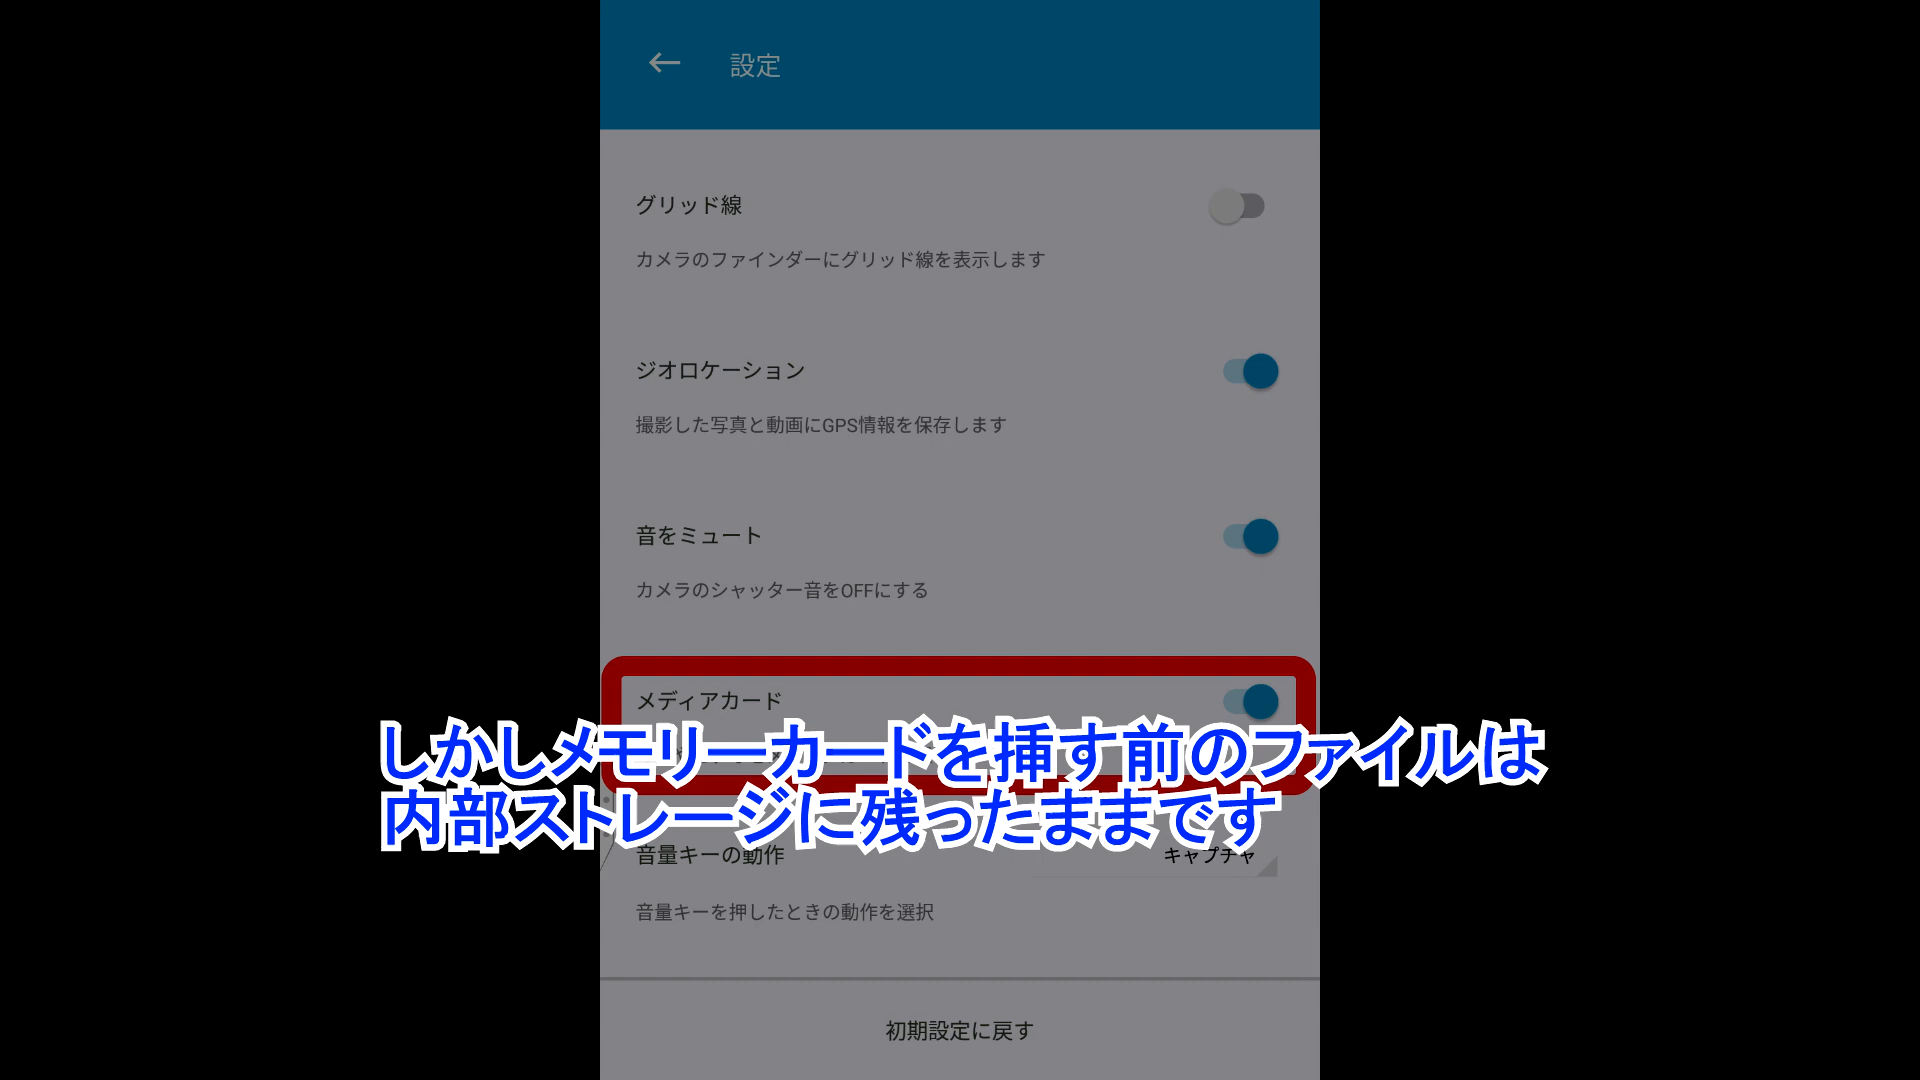 設定
グリッド線
カメラのファインダーにグリッド線を表示します
ジオロケーション
撮影した写真と動画にGPS情報を保存します
音をミュート
カメラのシャッター音をOFFにする
メディアカード
しかしメモリーカードを挿す前のファイルは
内部ストレージに残ったままです
音量キーの動作
キャプチャ
音量キーを押したときの動作を選択
初期設定に戻す